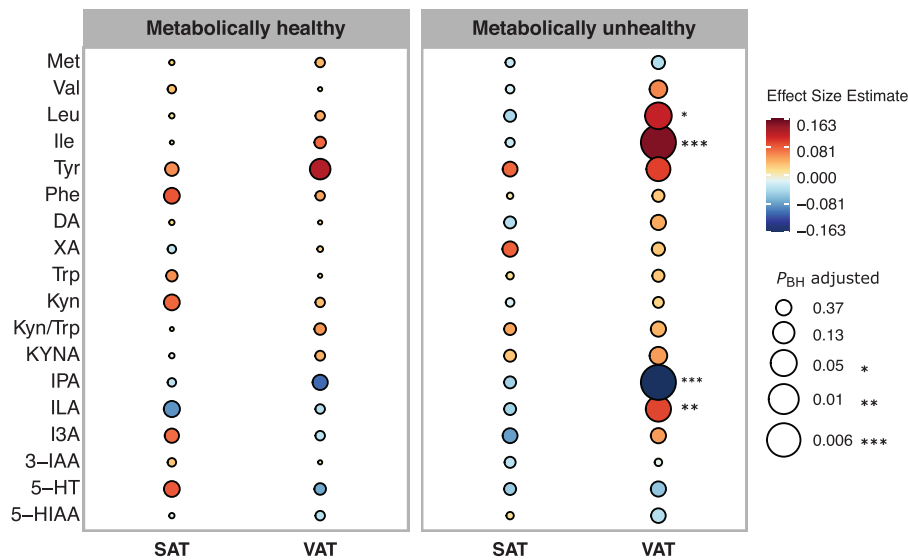 Metabolically healthy
Metabolically unhealthy
Met
Val
Leu
Ile
Tyr
Phe
DA
XA
Trp
Kyn
Kyn/Trp
KYNA
IPA
ILA
I3A
3–IAA
5–HT
5–HIAA
*
***
***
**
SAT
VAT
SAT
VAT
Effect Size Estimate
0.163
0.081
0.000
−0.081
−0.163
PBH adjusted
0.37
0.13
0.05 *
0.01 **
0.006 ***